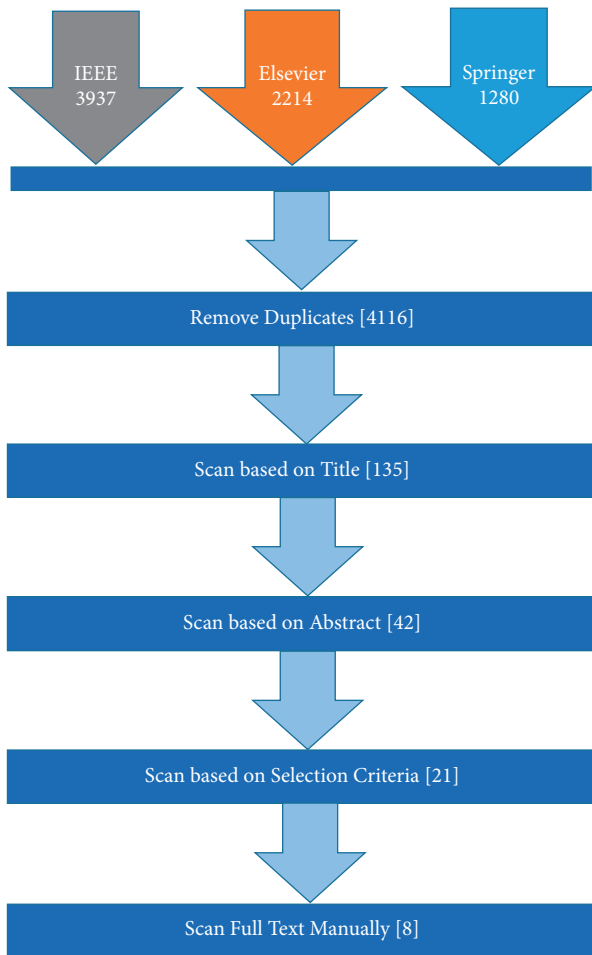 IEEE
3937
Elsevier
2214
Springer
1280
Remove Duplicates [4116]
Scan based on Title [135]
Scan based on Abstract [42]
Scan based on Selection Criteria [21]
Scan Full Text Manually [8]